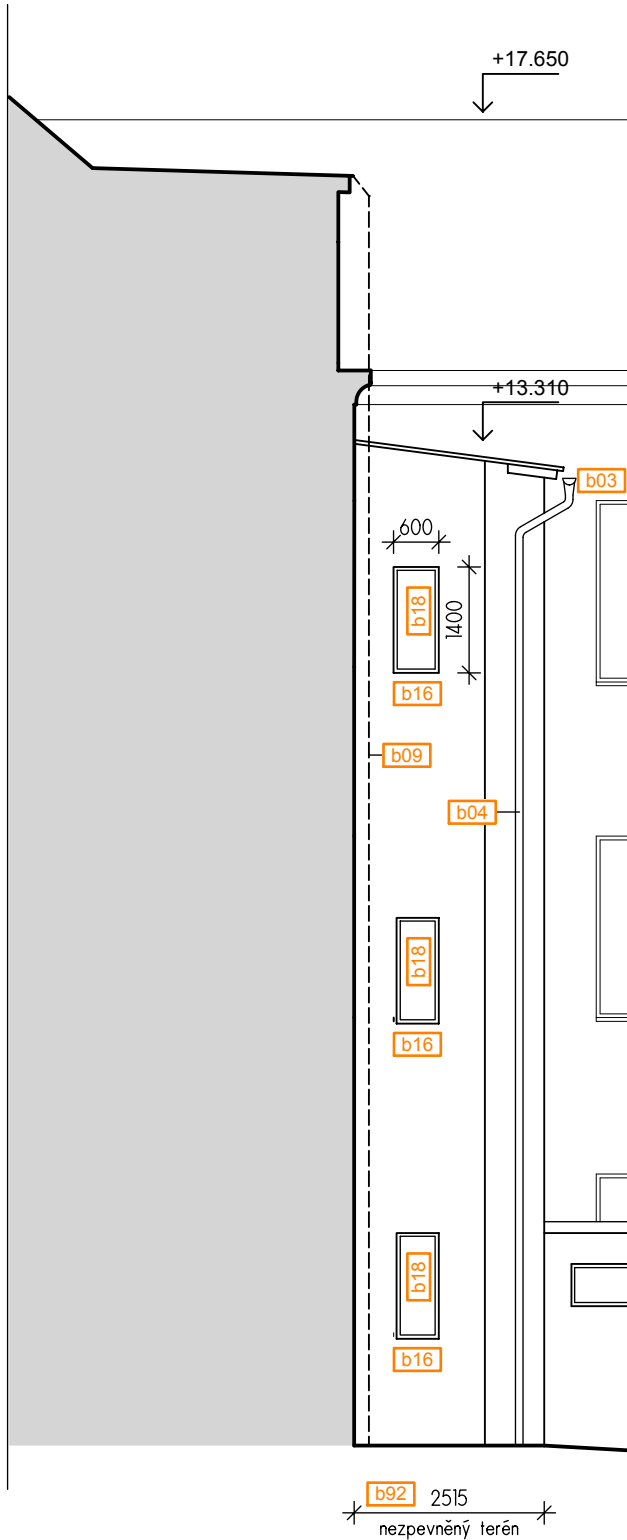 +17.650
+13.310
b03
600
b18
1400
b16
b09
b04
b18
b16
b18
b16
b92
2515
nezpevněný terén